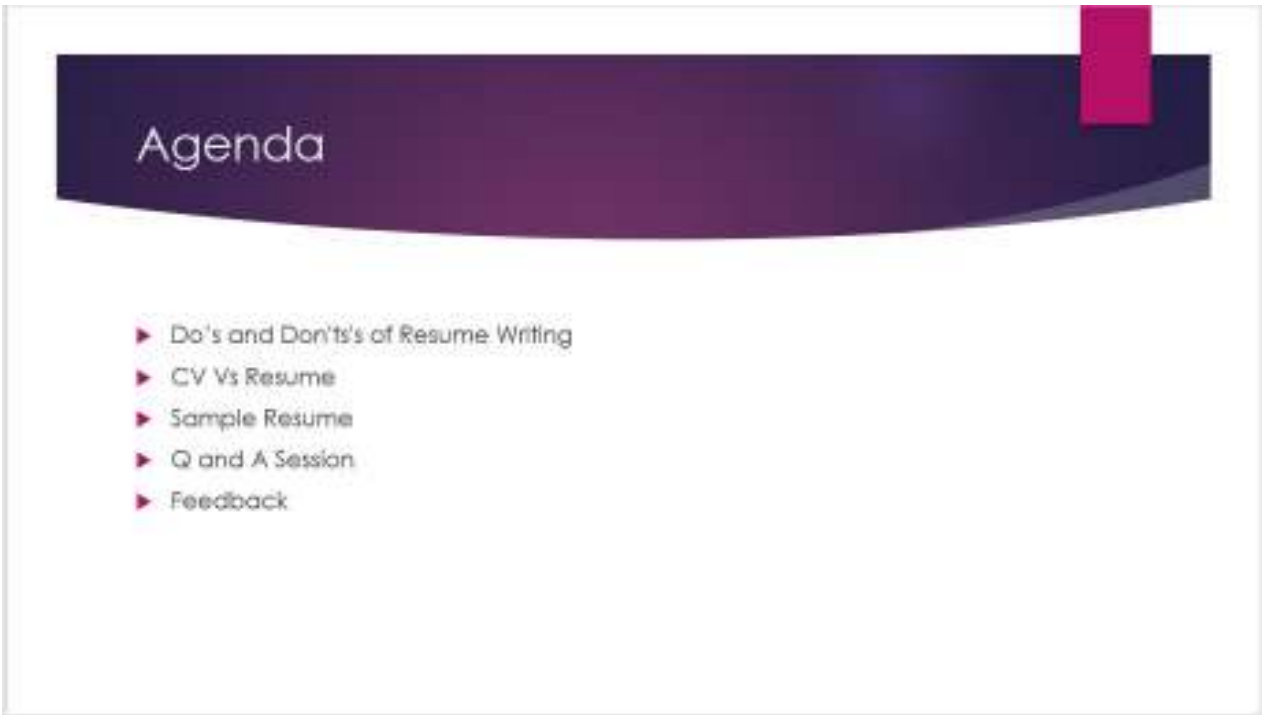 Agenda
Do's and Don'ts's of Resume Writing
CV Vs Resume
Sample Resume
Q and A Session
Feedback